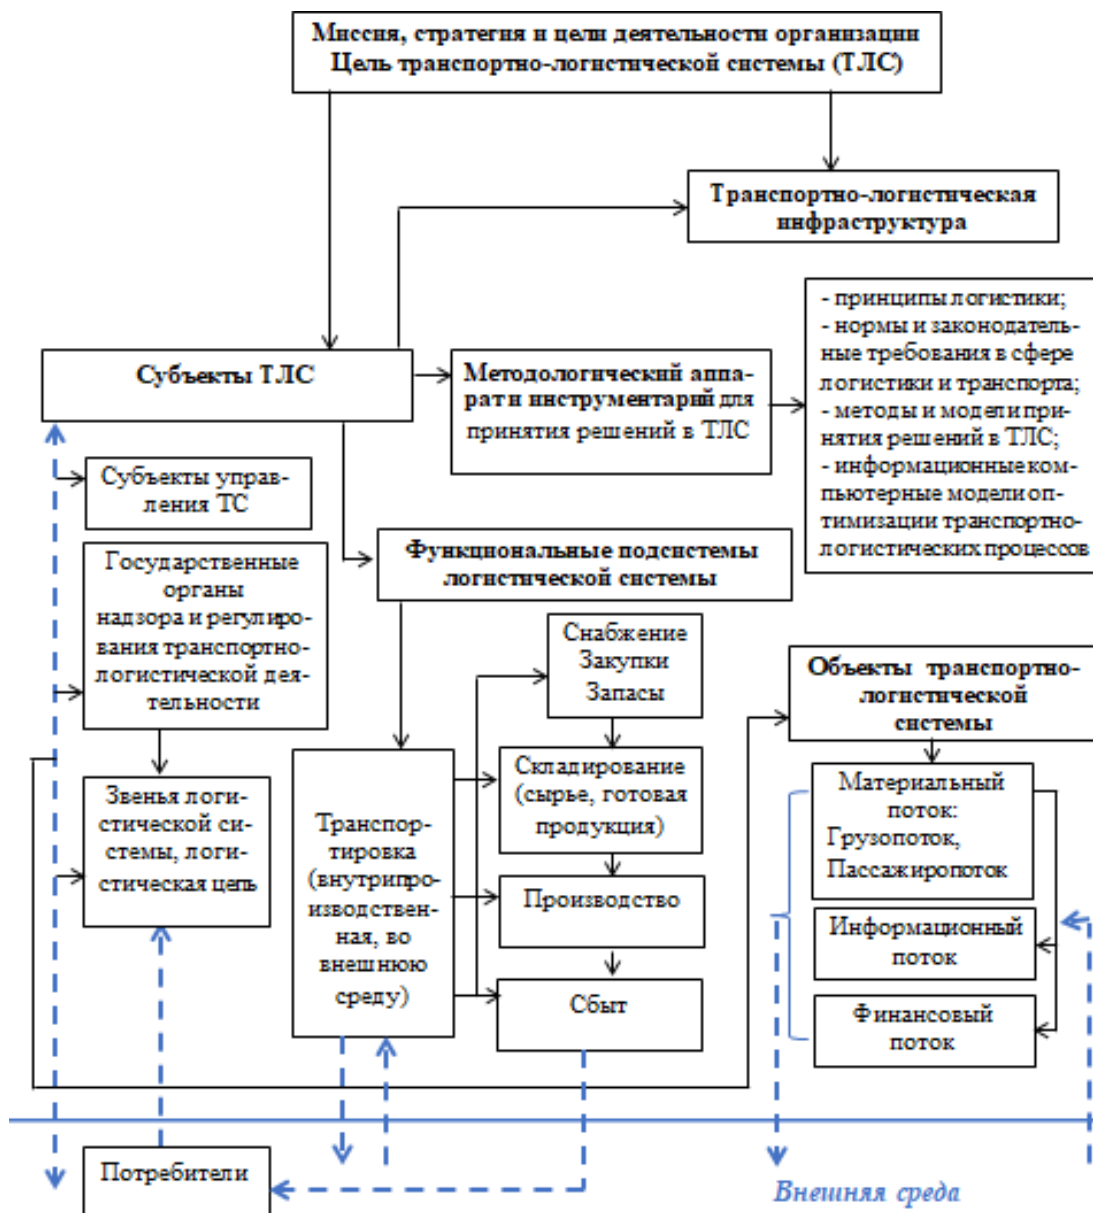 Миссия, стратегия и цели деятельности организации
Цель транспортно-логистической системы (ТЛС)
Транспортно-логистическая
инфраструктура
- принципы логистики;
- нормы и законодатель-
ные требования в сфере
логистики и транспорта;
- методы и модели при-
нятия решений в ТЛС;
- информационные ком-
пьютерные модели оп-
тимизации транспортно-
логистических процессов
Субъекты ТЛС
Методологический аппа-
рат и инструментарий для
принятия решений в ТЛС
Субъекты управ-
ления ТС
Функциональные подсистемы
логистической системы
Государственные
органы
надзора и регулиро-
вания транспортно-
логистической дея-
тельности
Снабжение
Закупки
Запасы
Объекты транспортно-
логистической
системы
Звенья логи-
стической си-
стемы, логи-
стическая цепь
Транспор-
тировка
(внутрипро-
изводствен-
ная, во
внешнюю
среду)
Складирование
(сырье, готовая
продукция)
Производство
Сбыт
Материальный
поток:
Грузопоток,
Пассажиропоток
Информационный
поток
Финансовый
поток
Потребители
Внешняя среда